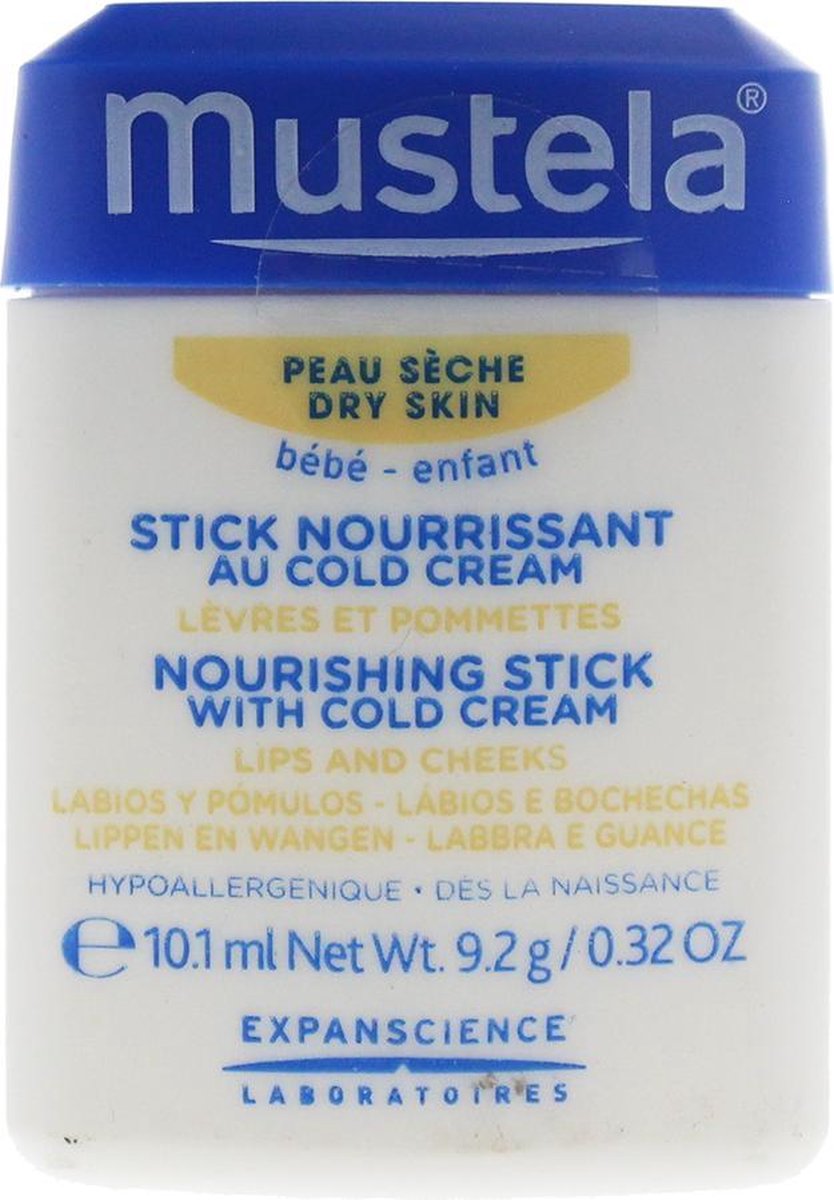 mustela®
PEAU SÈCHE
DRY SKIN
bébé - enfant
STICK NOURRISSANT
AU COLD CREAM
LÈVRES ET POMMETTES
NOURISHING STICK
WITH COLD CREAM
LIPS AND CHEEKS
LABIOS Y PÓMULOS - LÁBIOS E BOCHECHAS
LIPPEN EN WANGEN - LABBRA E GUANCE
HYPOALLERGENIQUE • DÈS LA NAISSANCE
℮ 10.1 ml Net Wt. 9.2 g / 0.32 OZ
EXPANSCIENCE
LABORATOIRES